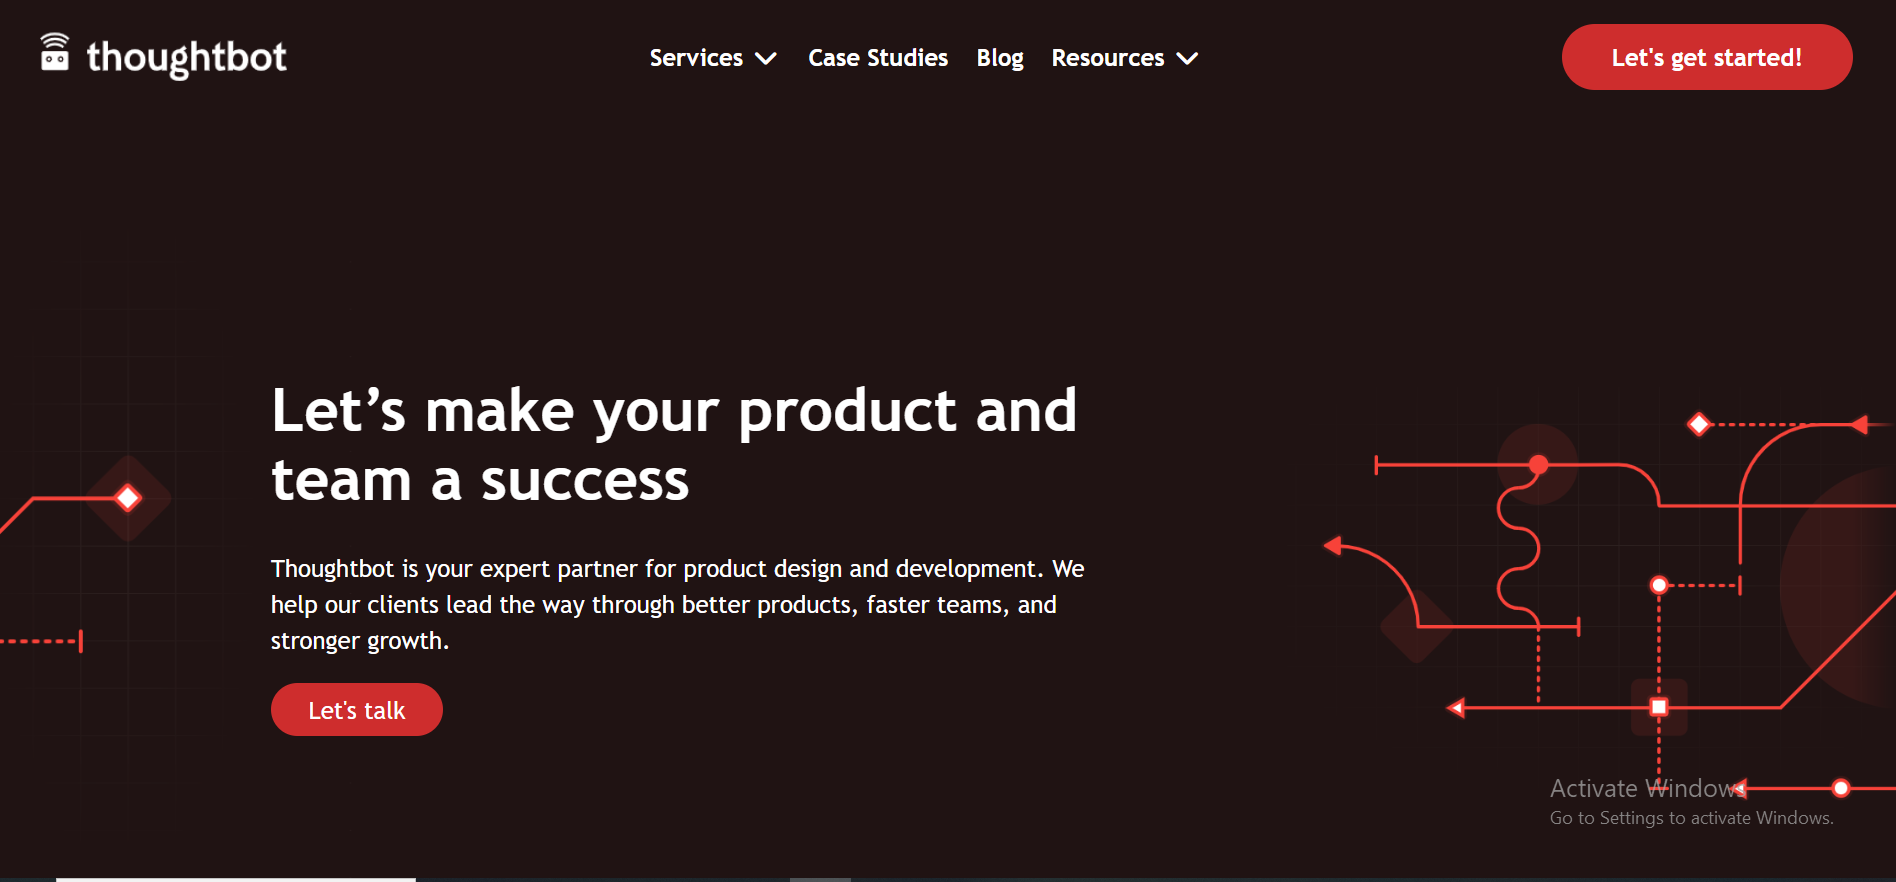 thoughtbot
Services
Case Studies
Blog
Resources
Let's get started!
Let’s make your product and
team a success
Thoughtbot is your expert partner for product design and development. We
help our clients lead the way through better products, faster teams, and
stronger growth.
Let's talk
Activate Windows
Go to Settings to activate Windows.